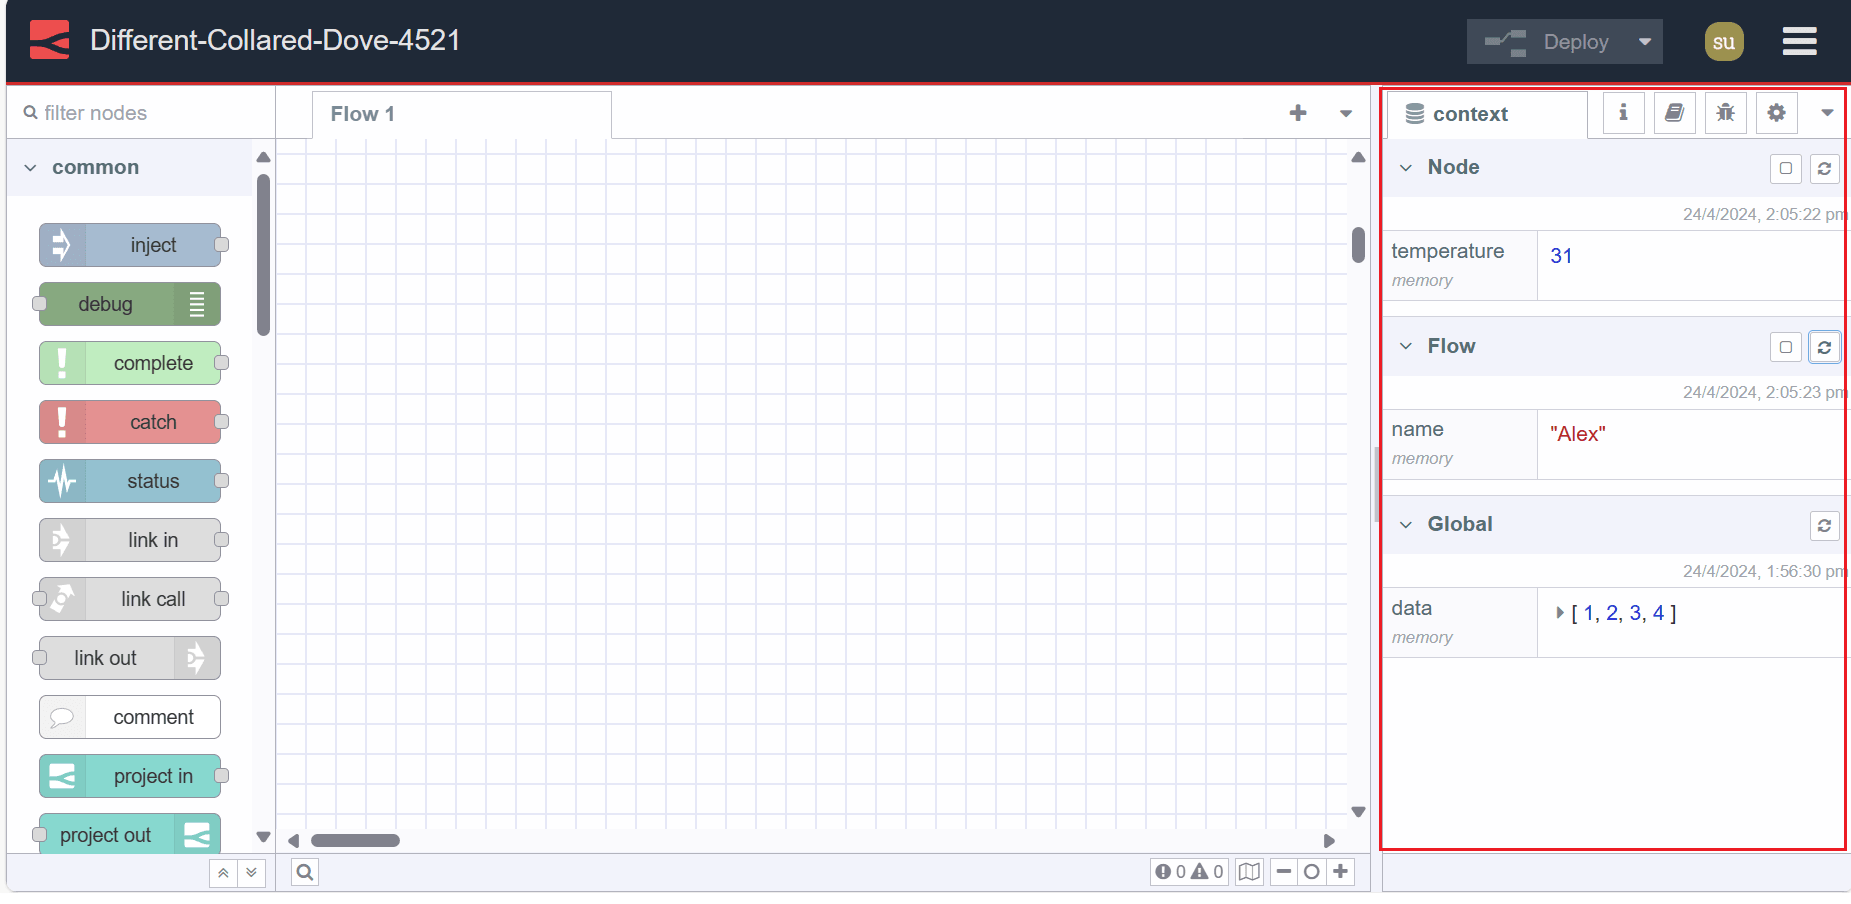 Different-Collared-Dove-4521
Deploy
su
filter nodes
Flow 1
context
common
inject
debug
complete
catch
status
link in
link call
link out
comment
project in
project out
0 0
Node
24/4/2024, 2:05:22 pm
temperature
31
memory
Flow
24/4/2024, 2:05:23 pm
name
"Alex"
memory
Global
24/4/2024, 1:56:30 pm
data
[ 1, 2, 3, 4 ]
memory